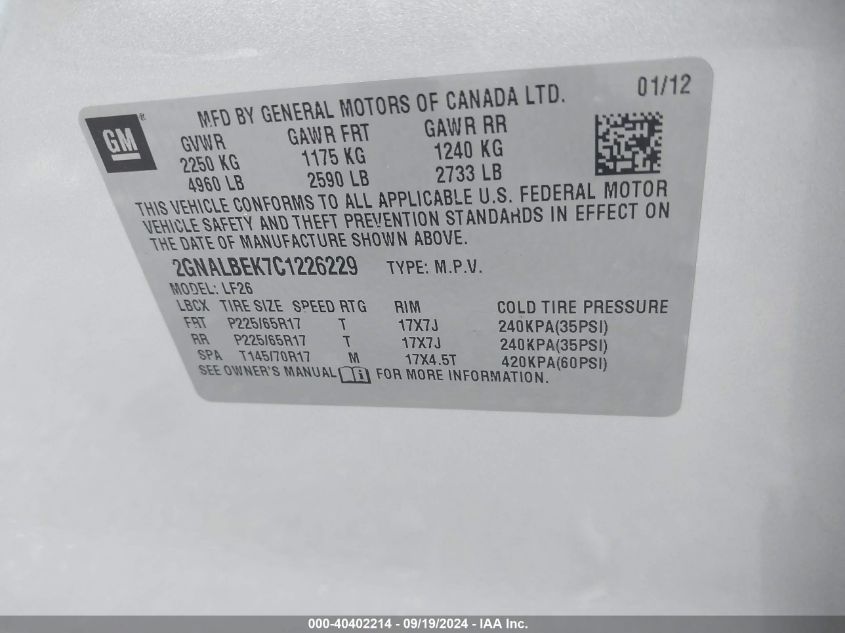 MFD BY GENERAL MOTORS OF CANADA LTD. 01/12
GM
GVWR GAWR FRT GAWR RR
2250 KG 1175 KG 1240 KG
4960 LB 2590 LB 2733 LB
THIS VEHICLE CONFORMS TO ALL APPLICABLE U.S. FEDERAL MOTOR
VEHICLE SAFETY AND THEFT PREVENTION STANDARDS IN EFFECT ON
THE DATE OF MANUFACTURE SHOWN ABOVE.
2GNALBEK7C1226229 TYPE: M.P.V.
MODEL: LF26
LBCX TIRE SIZE SPEED RTG RIM COLD TIRE PRESSURE
FRT P225/65R17 T 17X7J 240KPA(35PSI)
RR P225/65R17 T 17X7J 240KPA(35PSI)
SPA T145/70R17 M 17X4.5T 420KPA(60PSI)
SEE OWNER'S MANUAL FOR MORE INFORMATION.
000-40402214 - 09/19/2024 - IAA Inc.